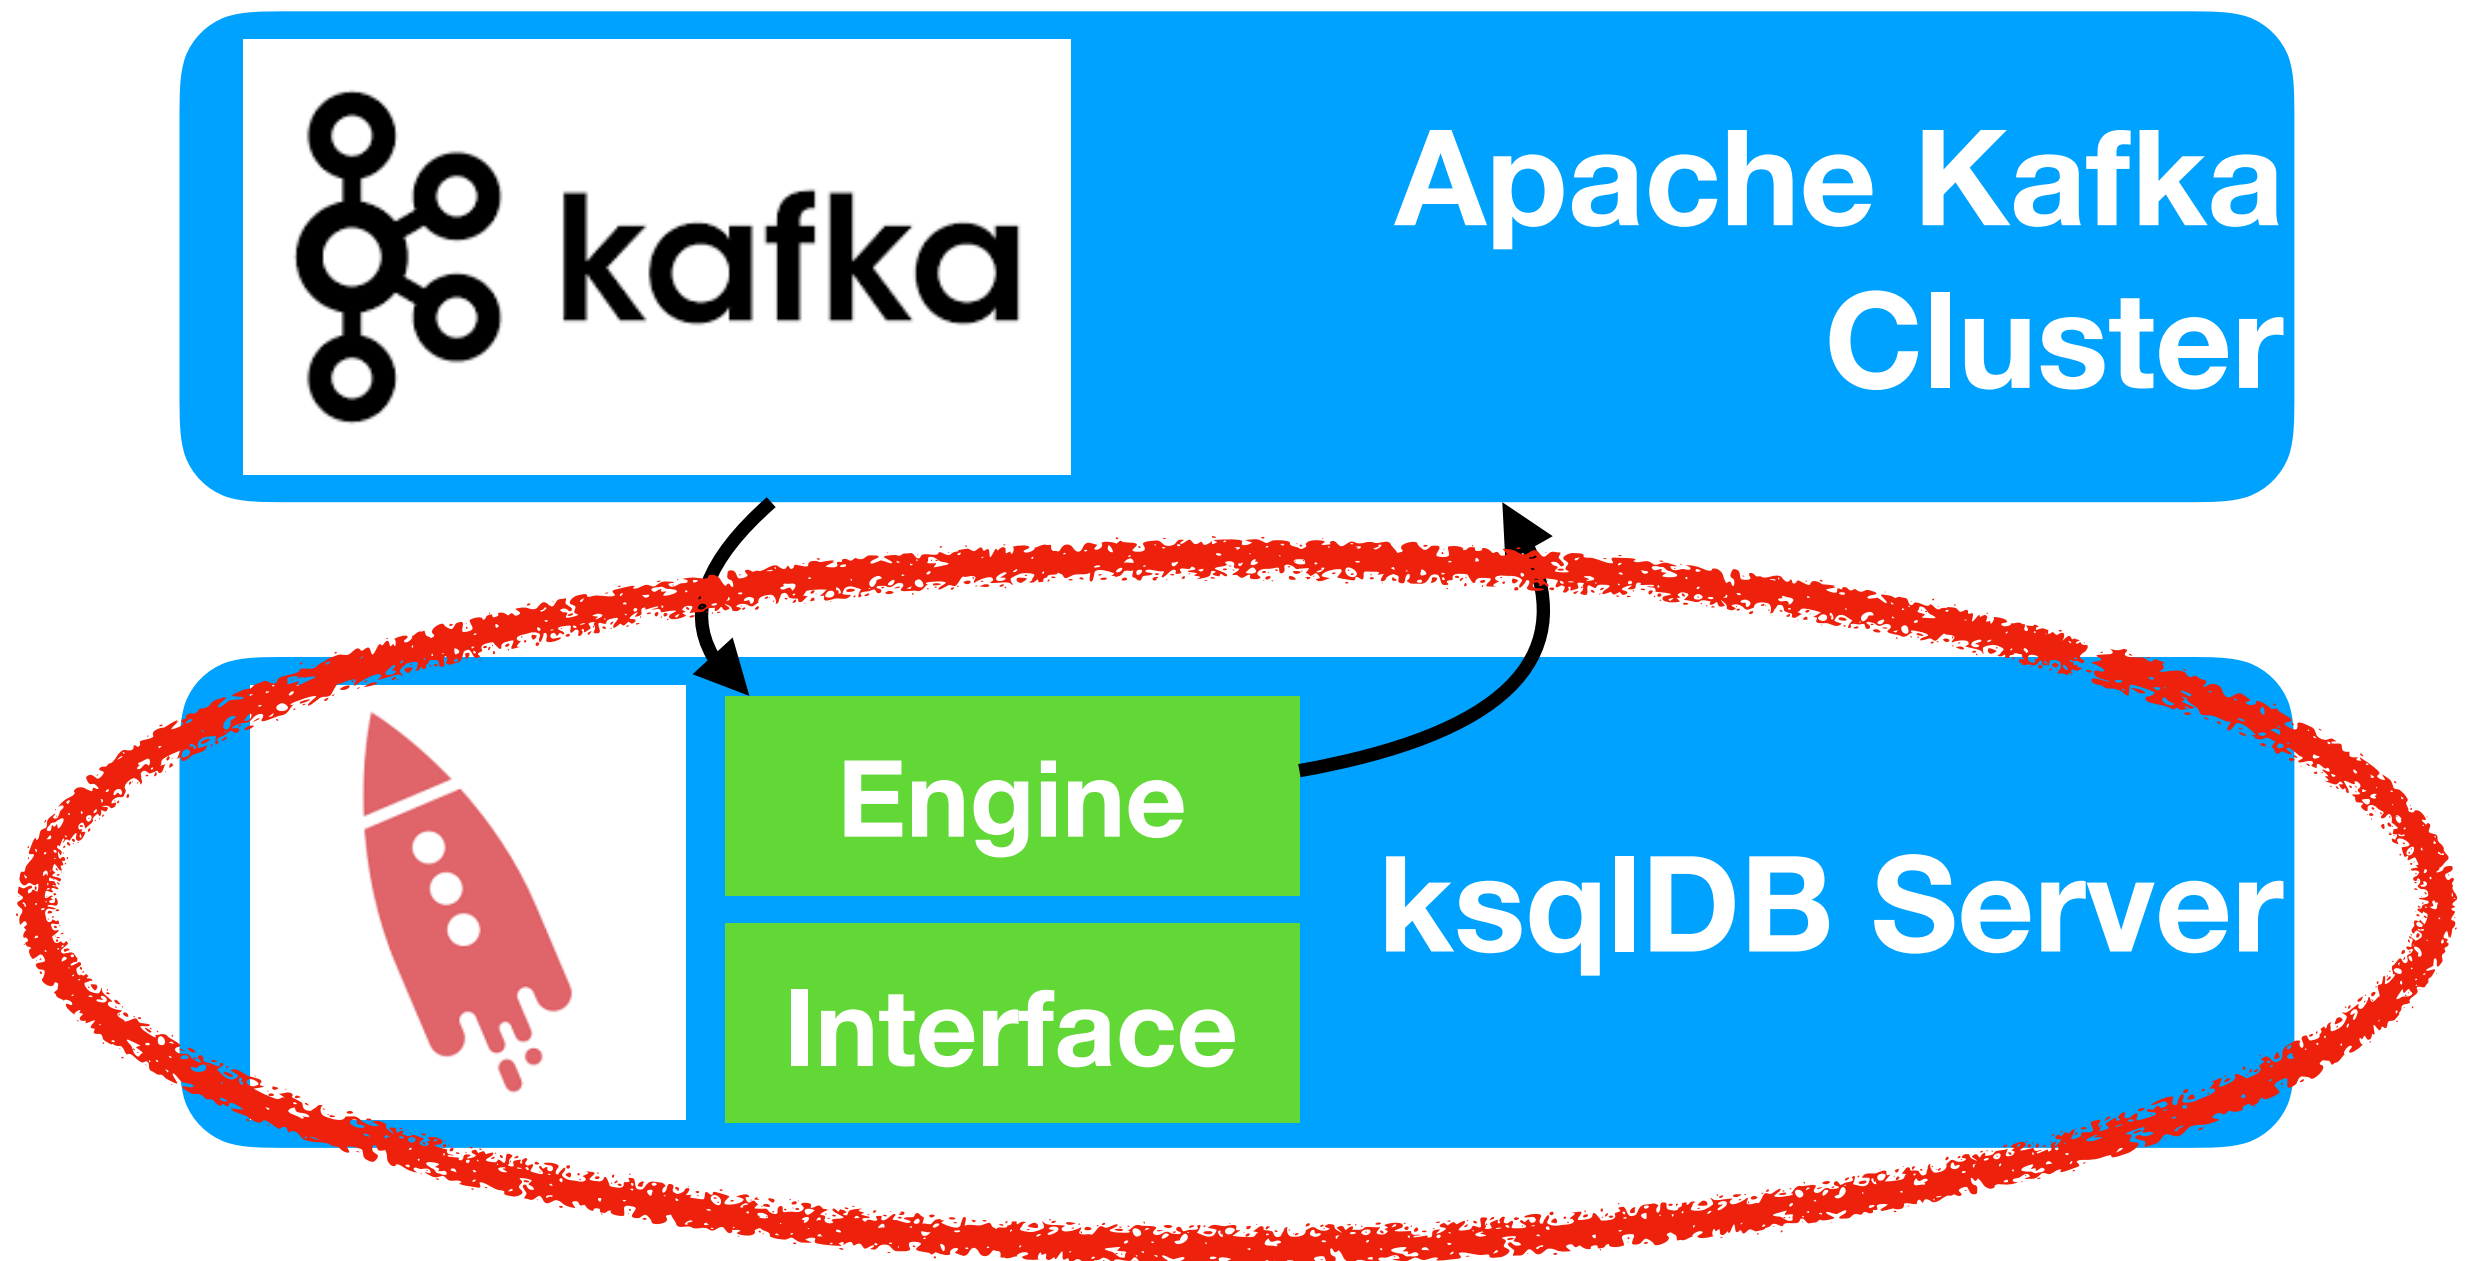 kafka
Apache Kafka
Cluster
Engine
Interface
ksqlDB Server